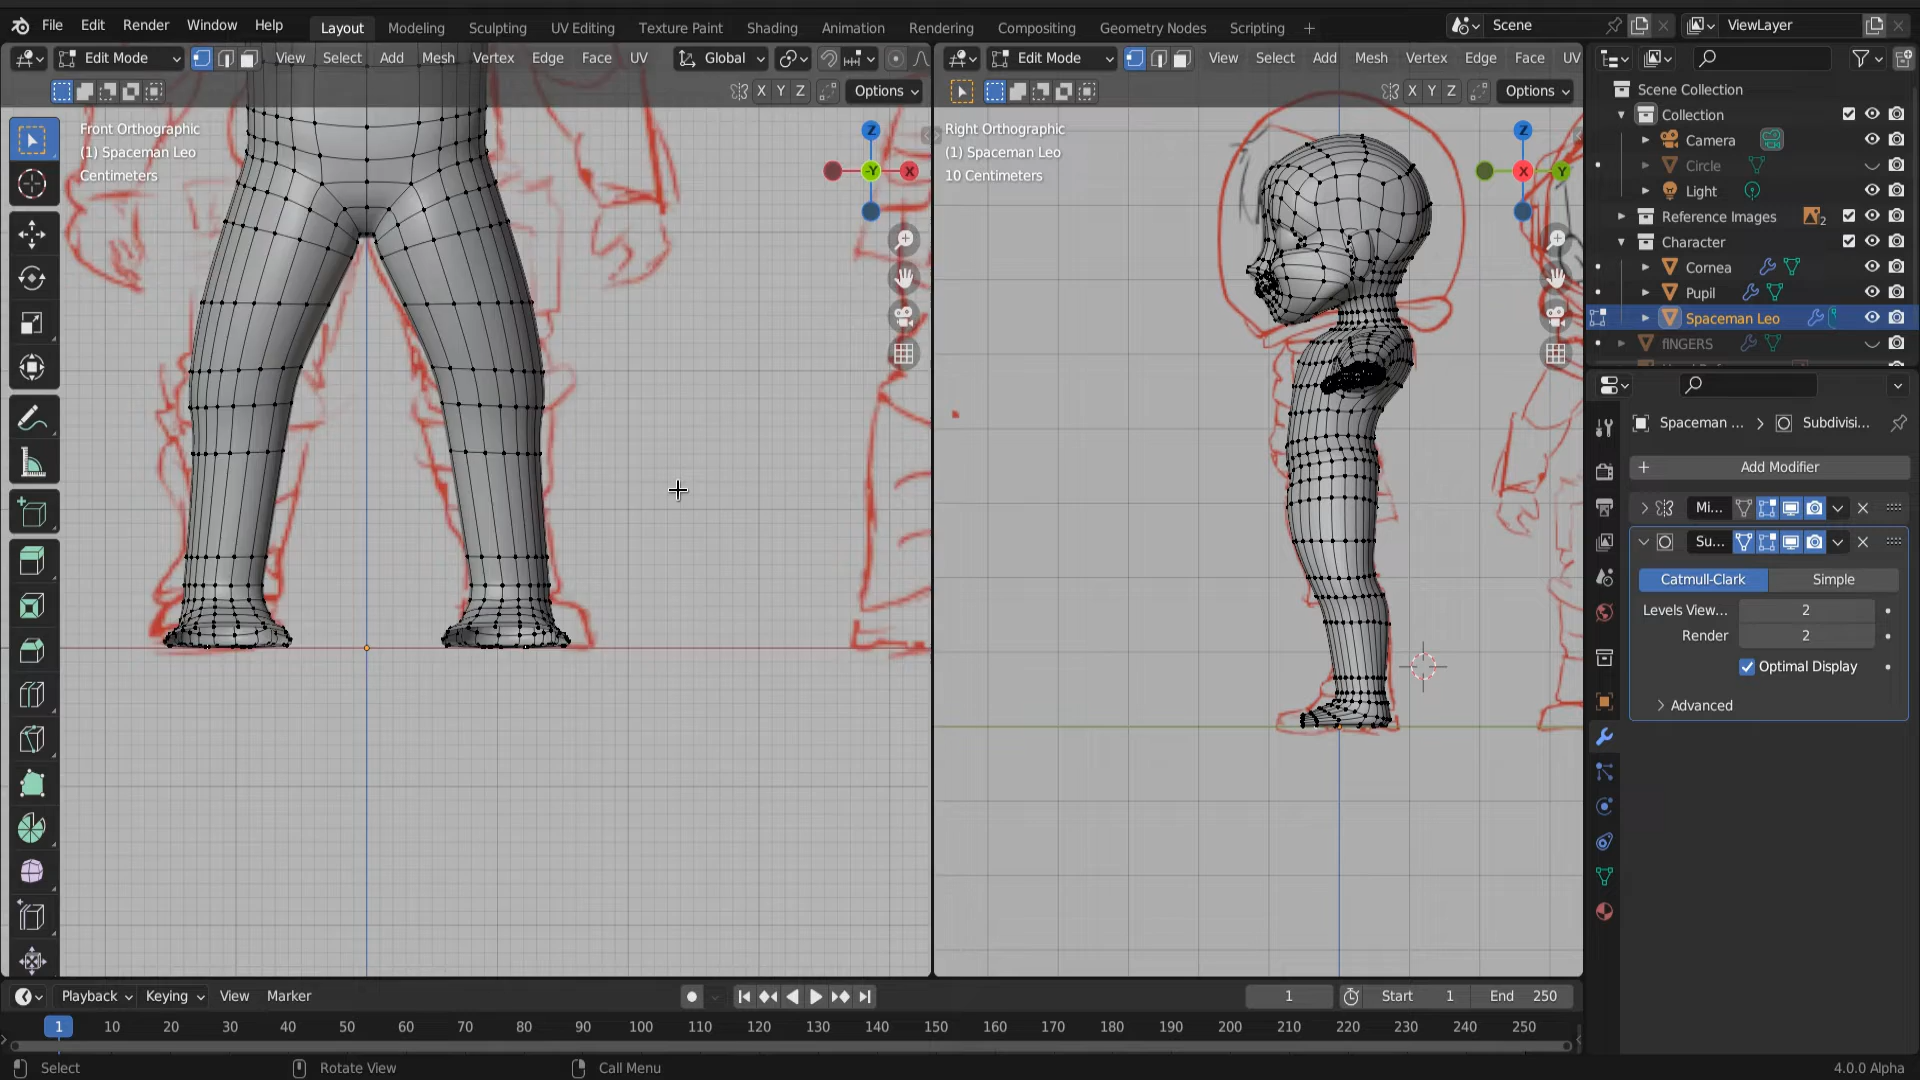 File Edit Render Window Help Layout Modeling Sculpting UV Editing Texture Paint Shading Animation Rendering Compositing Geometry Nodes Scripting + Scene ViewLayer
Edit Mode View Select Add Mesh Vertex Edge Face UV Global
X Y Z Options
Front Orthographic
(1) Spaceman Leo
Centimeters
Z
-Y
X
Edit Mode View Select Add Mesh Vertex Edge Face UV
X Y Z Options
Right Orthographic
(1) Spaceman Leo
10 Centimeters
Z
X
Y
Scene Collection
Collection
Camera
Circle
Light
Reference Images 2
Character
Cornea
Pupil
Spaceman Leo
fINGERS
Spaceman ... > Subdivisi...
+ Add Modifier
Mi...
Su...
Catmull-Clark Simple
Levels View... 2
Render 2
Optimal Display
Advanced
Playback Keying View Marker 1 Start 1 End 250
1 10 20 30 40 50 60 70 80 90 100 110 120 130 140 150 160 170 180 190 200 210 220 230 240 250
Select Rotate View Call Menu 4.0.0 Alpha